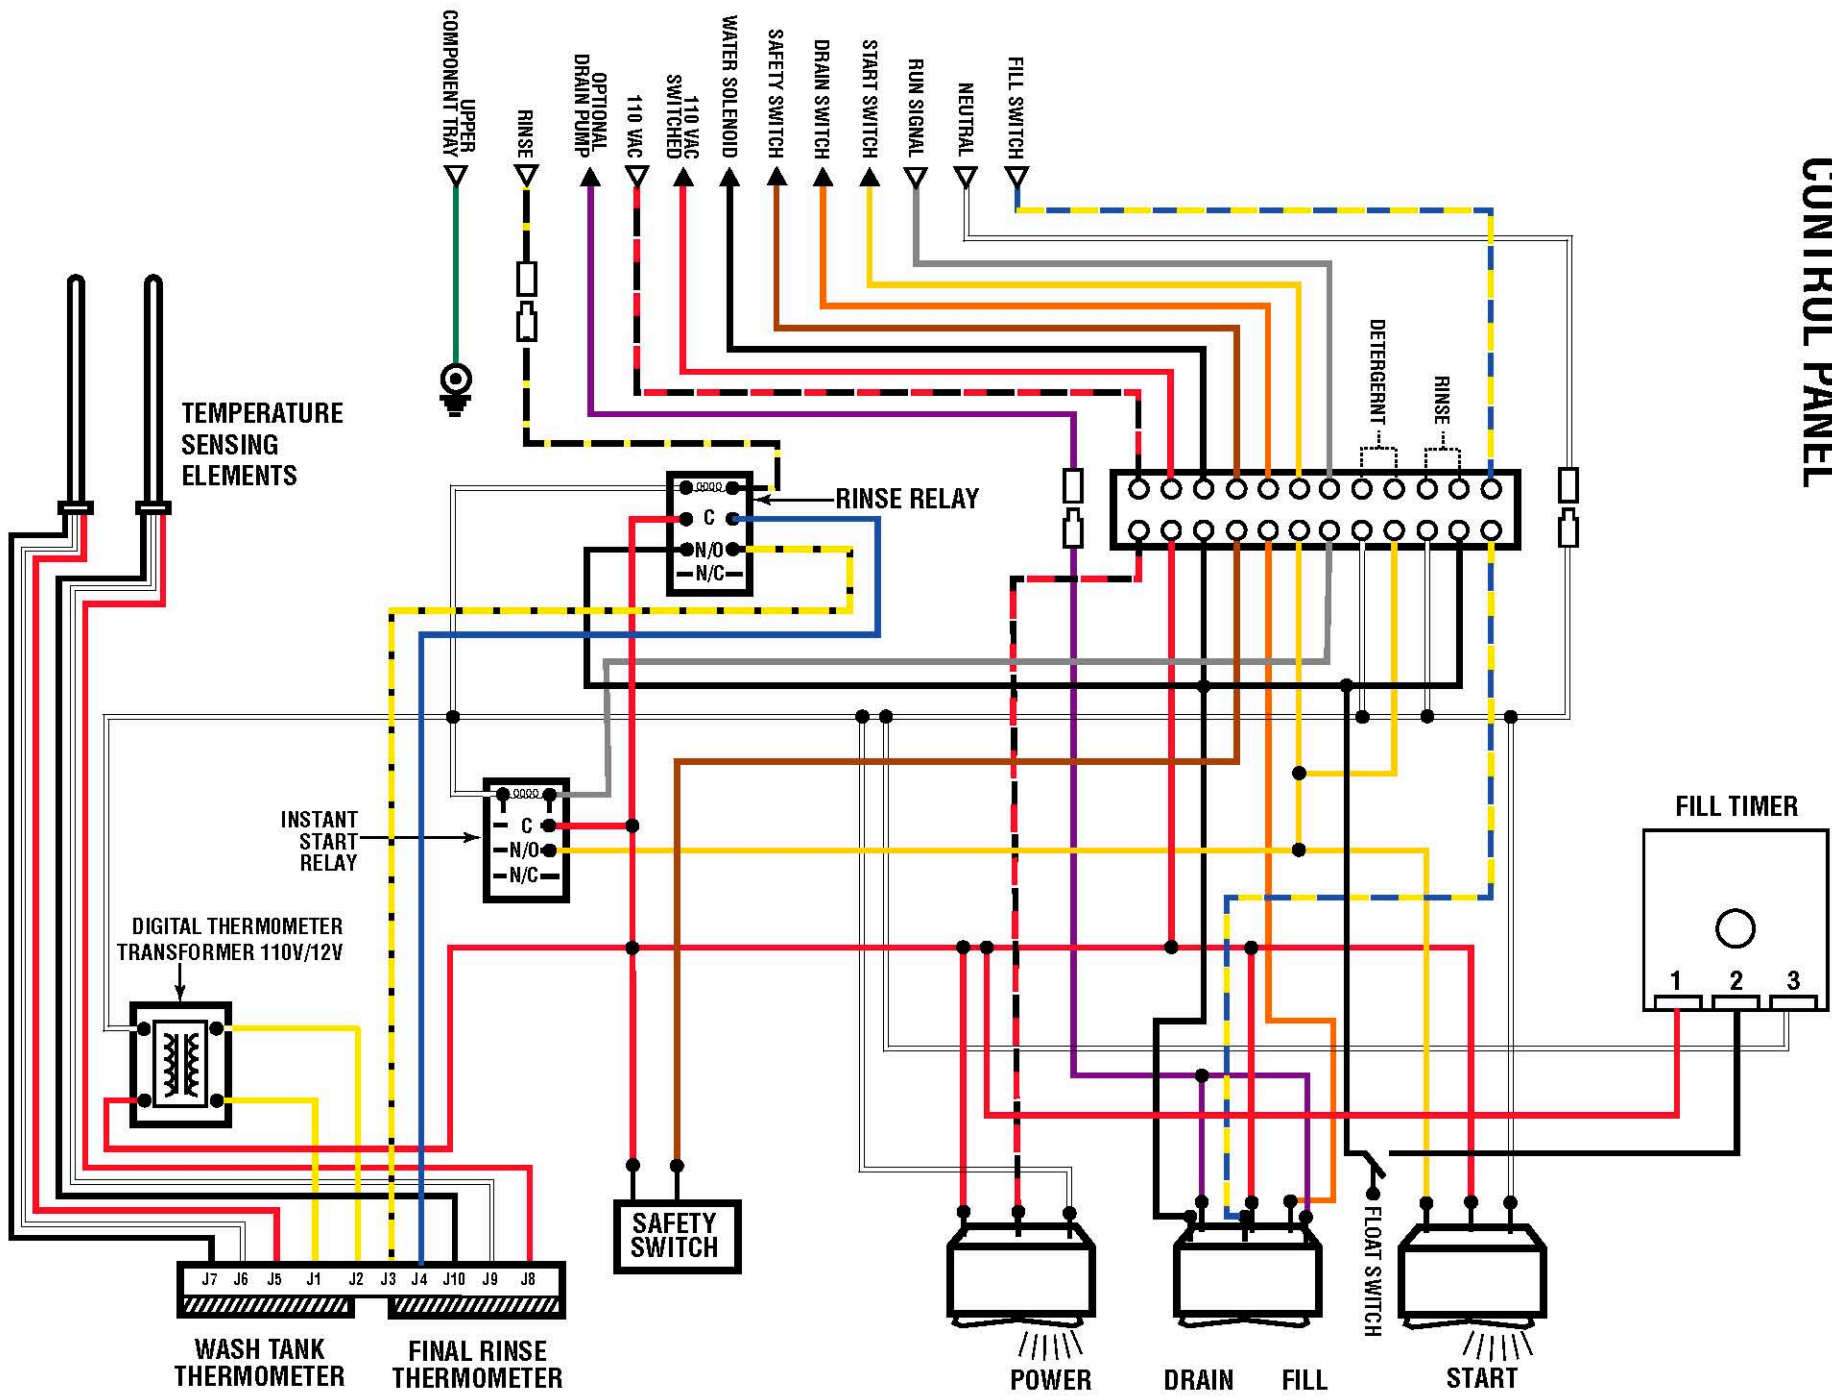 UPPER
COMPONENT TRAY
RINSE
OPTIONAL
DRAIN PUMP
110 VAC
110 VAC
SWITCHED
WATER SOLENOID
SAFETY SWITCH
DRAIN SWITCH
START SWITCH
RUN SIGNAL
NEUTRAL
FILL SWITCH
CONTROL PANEL
DETERGERNT
RINSE
TEMPERATURE
SENSING
ELEMENTS
RINSE RELAY
C
N/O
N/C
INSTANT
START
RELAY
C
N/O
N/C
FILL TIMER
1 2 3
DIGITAL THERMOMETER
TRANSFORMER 110V/12V
SAFETY
SWITCH
FLOAT SWITCH
J7 J6 J5 J1 J2 J3 J4 J10 J9 J8
WASH TANK
THERMOMETER
FINAL RINSE
THERMOMETER
POWER
DRAIN
FILL
START